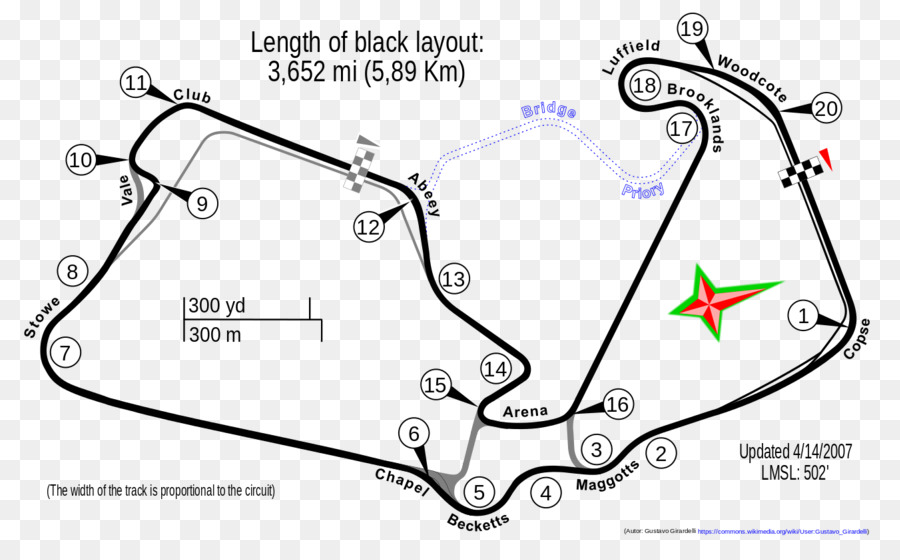 Length of black layout:
3,652 mi (5,89 Km)
19
Luffield
Woodcote
18
Brooklands
20
17
11
Club
Bridge
10
Vale
9
Abeey
12
Priory
8
13
300 yd
300 m
Stowe
7
1
Copse
14
15
Arena
16
6
3
2
Chapel
5
4
Maggotts
Becketts
Updated 4/14/2007
LMSL: 502'
(The width of the track is proportional to the circuit)
(Autor: Gustavo Girardelli https://commons.wikimedia.org/wiki/User:Gustavo_Girardelli)